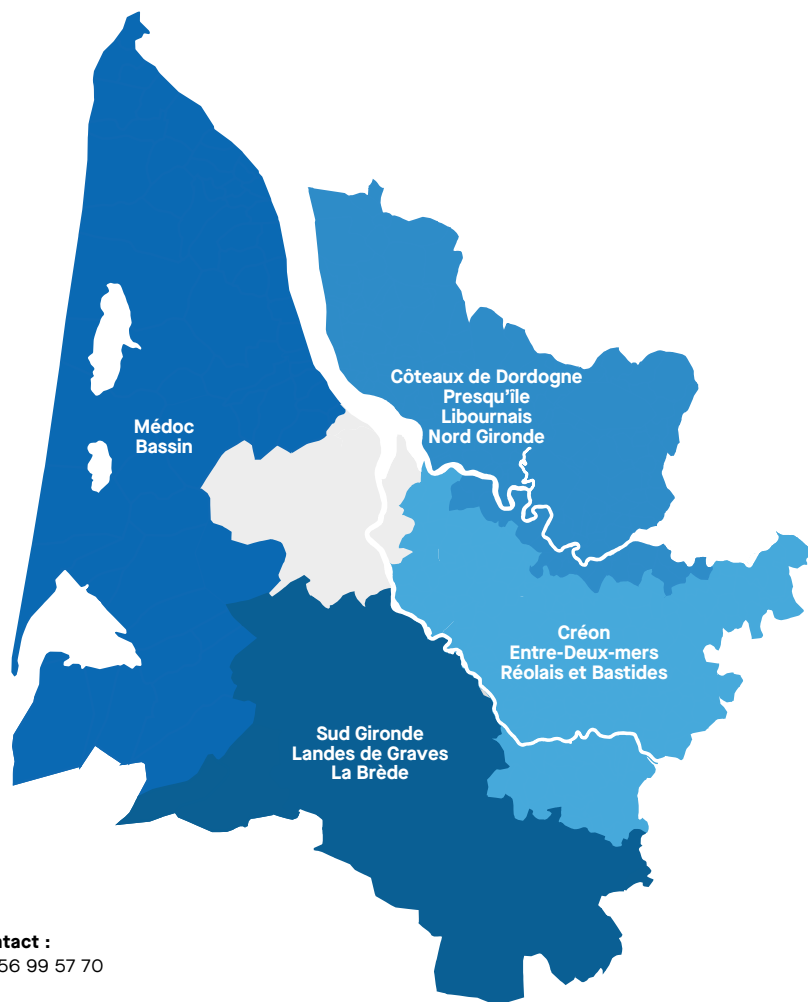 Côteaux de Dordogne
Presqu’île
Libournais
Nord Gironde
Médoc
Bassin
Créon
Entre-Deux-mers
Réolais et Bastides
Sud Gironde
Landes de Graves
La Brède
ntact :
56 99 57 70